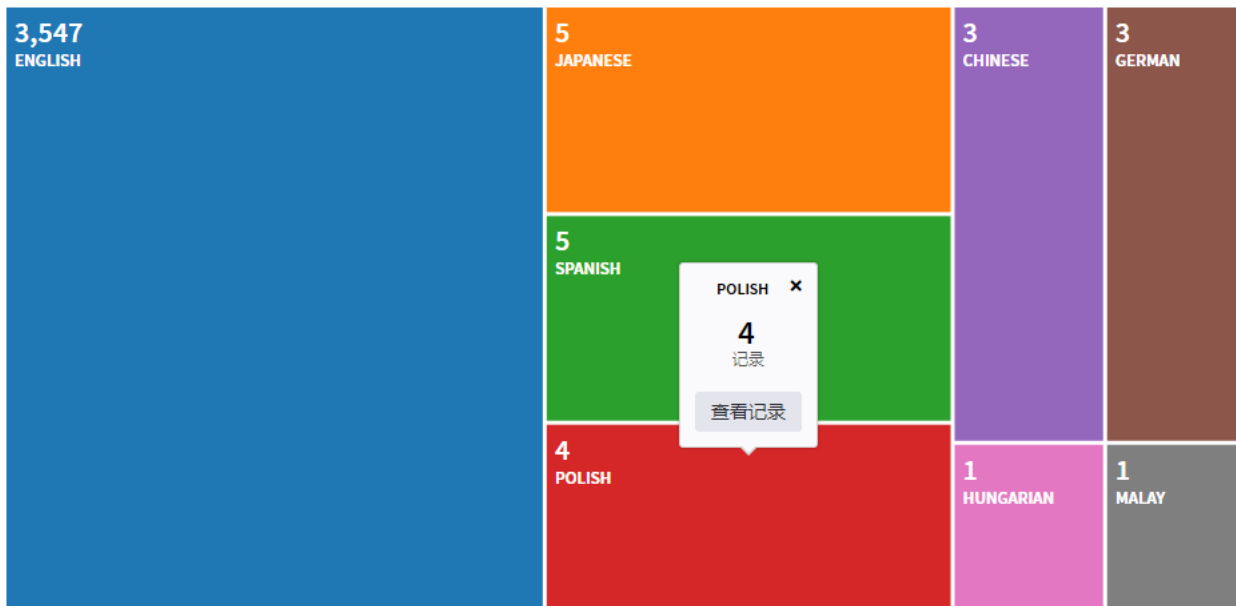 3,547
ENGLISH
5
JAPANESE
5
SPANISH
4
POLISH
3
CHINESE
3
GERMAN
1
HUNGARIAN
1
MALAY
POLISH ×
4
记录
查看记录